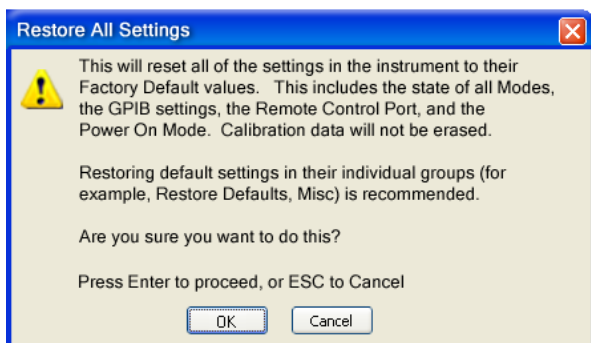 Restore All Settings
This will reset all of the settings in the instrument to their
Factory Default values. This includes the state of all Modes,
the GPIB settings, the Remote Control Port, and the
Power On Mode. Calibration data will not be erased.
Restoring default settings in their individual groups (for
example, Restore Defaults, Misc) is recommended.
Are you sure you want to do this?
Press Enter to proceed, or ESC to Cancel
OK Cancel